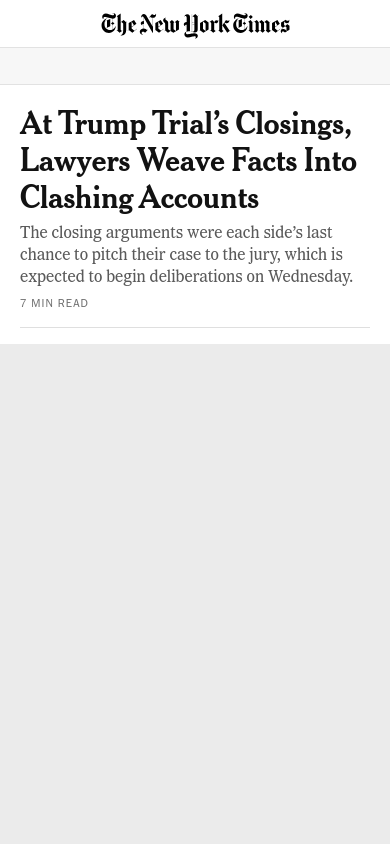 The New York Times
At Trump Trial’s Closings,
Lawyers Weave Facts Into
Clashing Accounts
The closing arguments were each side’s last
chance to pitch their case to the jury, which is
expected to begin deliberations on Wednesday.
7 MIN READ